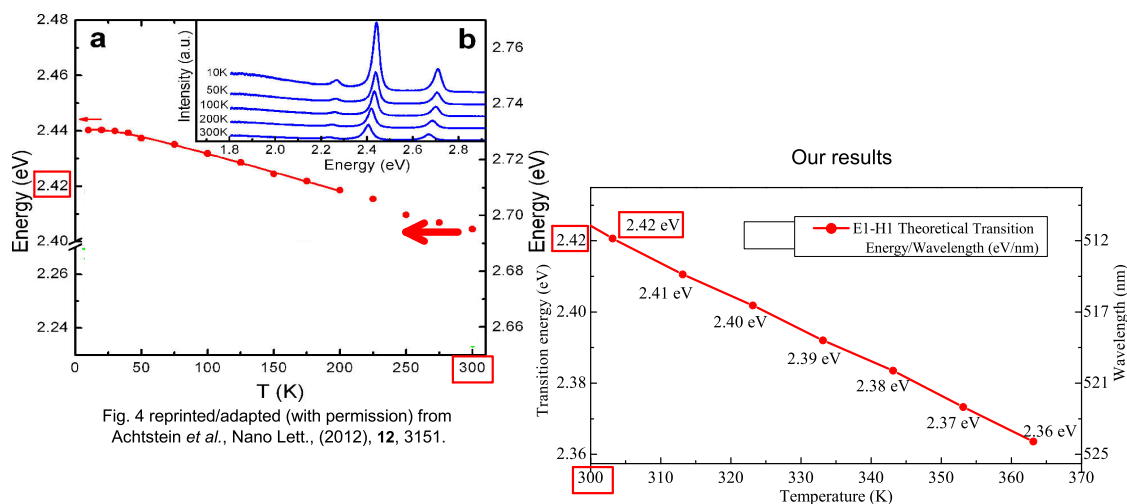 a
b
2.48
2.46
2.44
2.42
2.40
2.26
2.24
Energy (eV)
0
50
100
150
200
250
300
T (K)
2.76
2.74
2.72
2.70
2.68
2.66
Energy (eV)
Intensity (a.u.)
10K
50K
100K
200K
300K
1.8
2.0
2.2
2.4
2.6
2.8
Energy (eV)
Fig. 4 reprinted/adapted (with permission) from
Achtstein et al., Nano Lett., (2012), 12, 3151.
Our results
E1-H1 Theoretical Transition
Energy/Wavelength (eV/nm)
2.42 eV
2.41 eV
2.40 eV
2.39 eV
2.38 eV
2.37 eV
2.36 eV
Transition energy (eV)
2.42
2.40
2.38
2.36
300
310
320
330
340
350
360
370
Temperature (K)
512
517
521
525
Wavelength (nm)